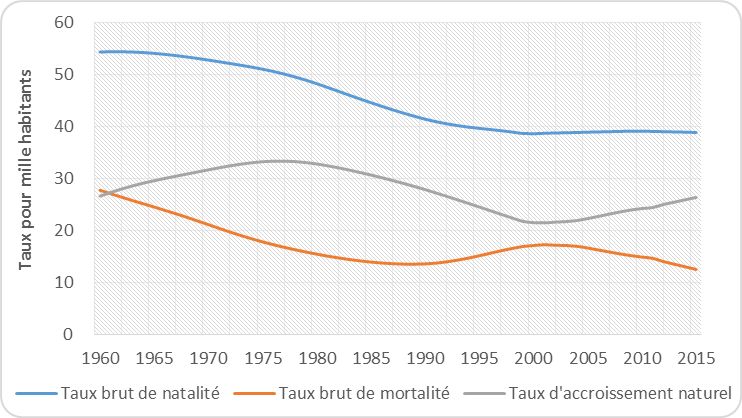 Taux pour mille habitants
60
50
40
30
20
10
0
1960 1965 1970 1975 1980 1985 1990 1995 2000 2005 2010 2015
Taux brut de natalité Taux brut de mortalité Taux d'accroissement naturel